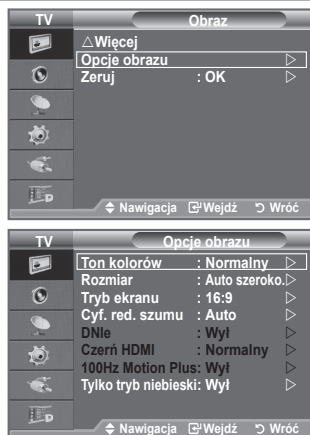 TV Obraz
△Więcej
Opcje obrazu ▷
Zeruj : OK ▷
Nawigacja Wejdź Wróć
TV Opcje obrazu
Ton kolorów : Normalny ▷
Rozmiar : Auto szeroko.▷
Tryb ekranu : 16:9 ▷
Cyf. red. szumu : Auto ▷
DNIe : Wył ▷
Czerń HDMI : Normalny ▷
100Hz Motion Plus: Wył ▷
Tylko tryb niebieski: Wył ▷
Nawigacja Wejdź Wróć